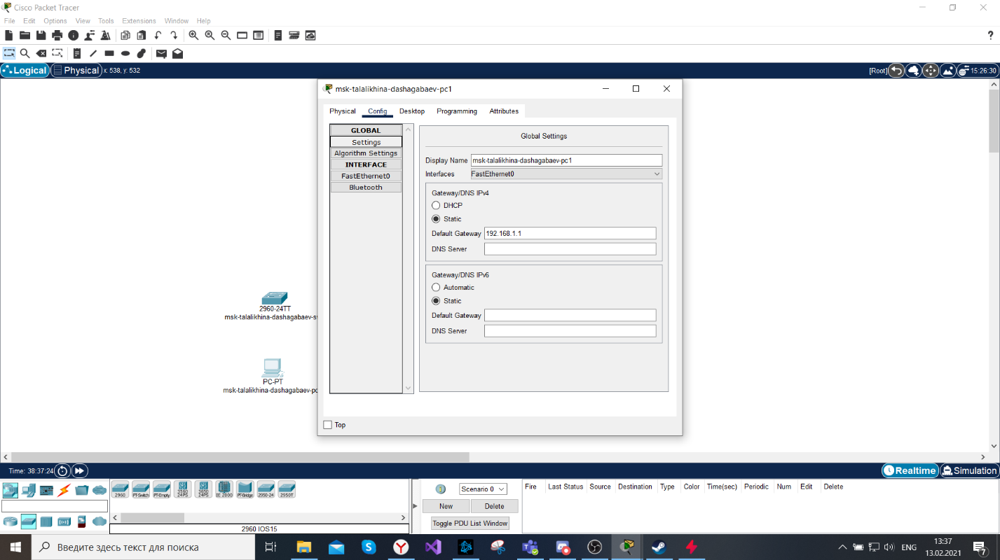 Cisco Packet Tracer
File Edit Options View Tools Extensions Window Help
?
Logical Physical x: 538, y: 532 [Root] 15:26:30
msk-talalikhina-dashagabaev-pc1
Physical Config Desktop Programming Attributes
GLOBAL
Settings
Algorithm Settings
INTERFACE
FastEthernet0
Bluetooth
Global Settings
Display Name msk-talalikhina-dashagabaev-pc1
Interfaces FastEthernet0
Gateway/DNS IPv4
DHCP
Static
Default Gateway 192.168.1.1
DNS Server
Gateway/DNS IPv6
Automatic
Static
Default Gateway
DNS Server
Top
2960-24TT
msk-talalikhina-dashagabaev-s
PC-PT
msk-talalikhina-dashagabaev-pc
Time: 38:37:24 Realtime Simulation
2960 PT-Switch PT-Empty 3560 24PS 3650 24PS IE 2000 PT-Bridge 2950-24 2950T
2960 IOS15
Scenario 0
New Delete
Toggle PDU List Window
Fire Last Status Source Destination Type Color Time(sec) Periodic Num Edit Delete
Введите здесь текст для поиска
ENG
13:37
13.02.2021
7